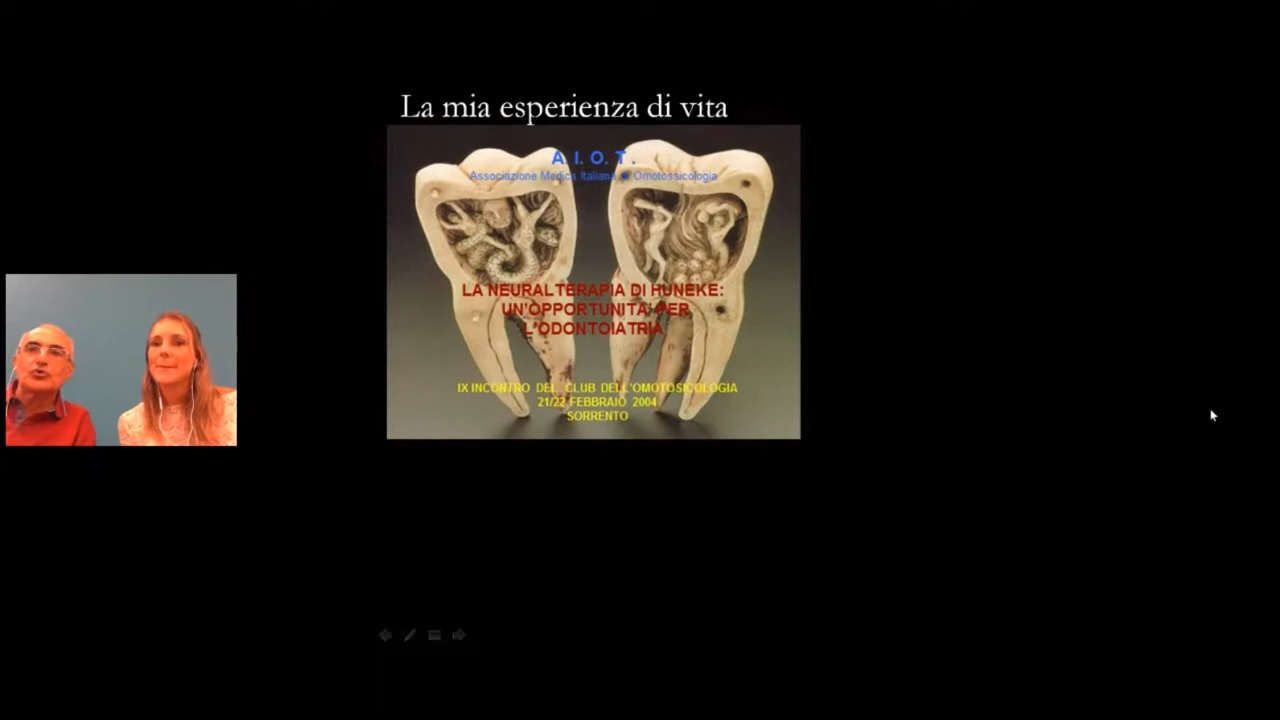 La mia esperienza di vita
A. I. O. T.
Associazione Medica Italiana di Omotossicologia
LA NEURALTERAPIA DI HUNEKE:
UN'OPPORTUNITA' PER
L'ODONTOIATRIA
IX INCONTRO DEL CLUB DELL'OMOTOSICOLOGIA
21/22 FEBBRAIO 2004
SORRENTO